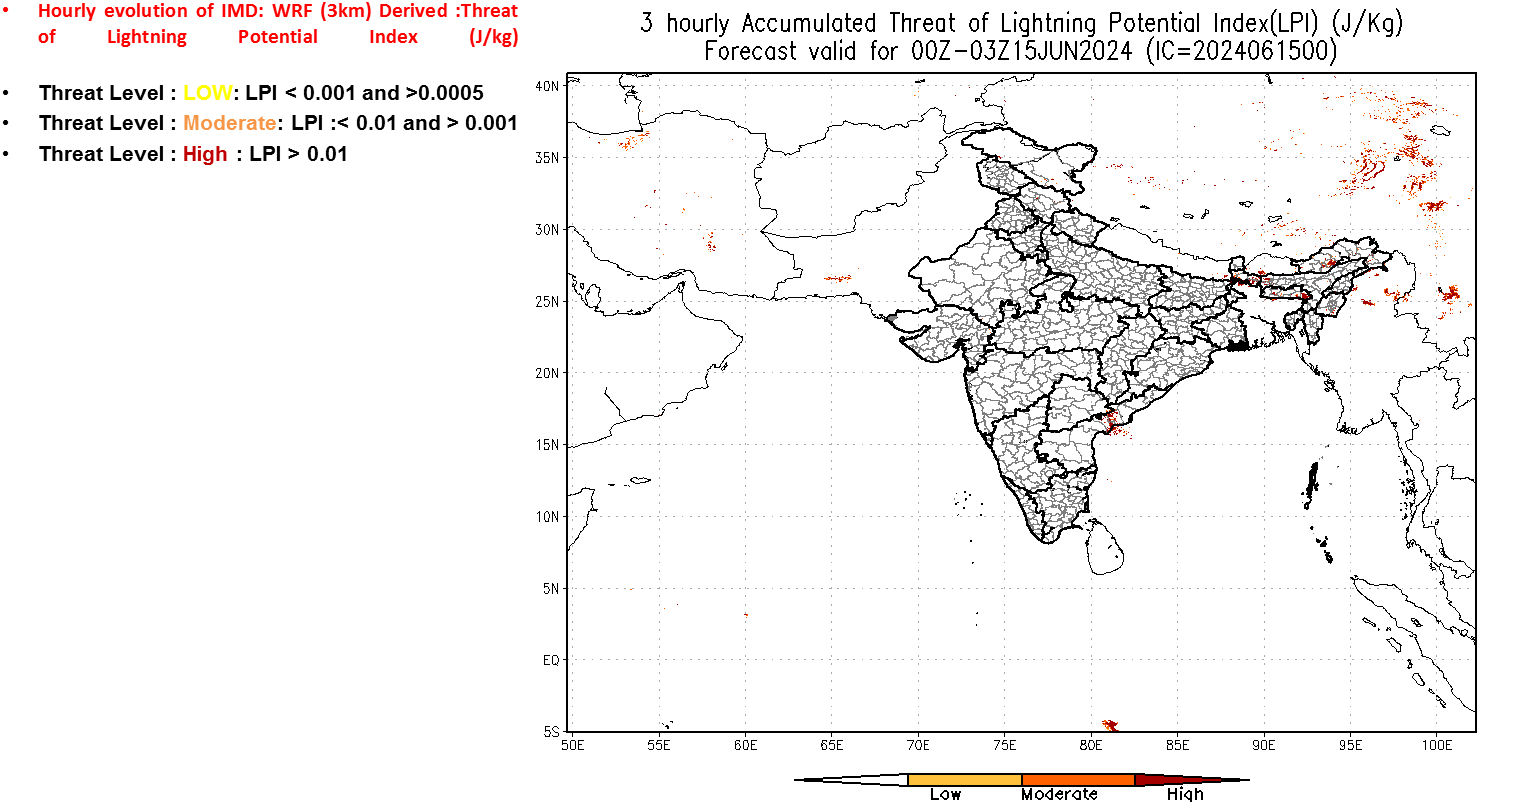 • Hourly evolution of IMD: WRF (3km) Derived :Threat
of Lightning Potential Index (J/kg)
• Threat Level : LOW: LPI < 0.001 and >0.0005
• Threat Level : Moderate: LPI :< 0.01 and > 0.001
• Threat Level : High : LPI > 0.01
3 hourly Accumulated Threat of Lightning Potential Index(LPI) (J/Kg)
Forecast valid for 00Z-03Z15JUN2024 (IC=2024061500)
40N
35N
30N
25N
20N
15N
10N
5N
EQ
5S
50E 55E 60E 65E 70E 75E 80E 85E 90E 95E 100E
Low Moderate High